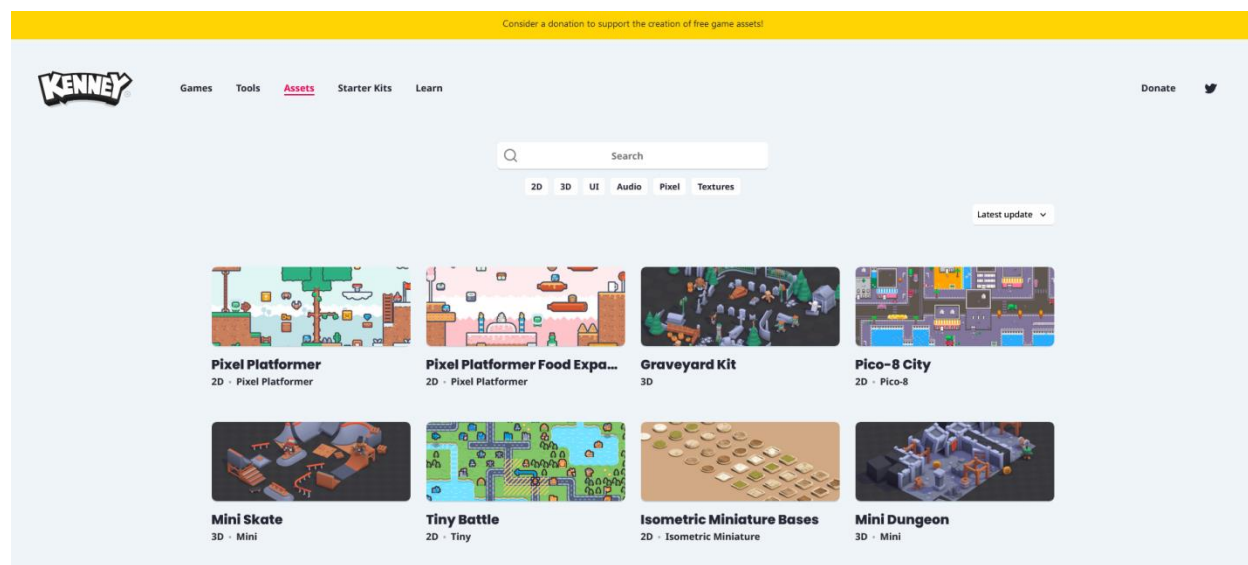 Consider a donation to support the creation of free game assets!
KENNEY
Games Tools Assets Starter Kits Learn
Donate
Search
2D 3D UI Audio Pixel Textures
Latest update
Pixel Platformer
2D • Pixel Platformer
Pixel Platformer Food Expa...
2D • Pixel Platformer
Graveyard Kit
3D
Pico-8 City
2D • Pico-8
Mini Skate
3D • Mini
Tiny Battle
2D • Tiny
Isometric Miniature Bases
2D • Isometric Miniature
Mini Dungeon
3D • Mini